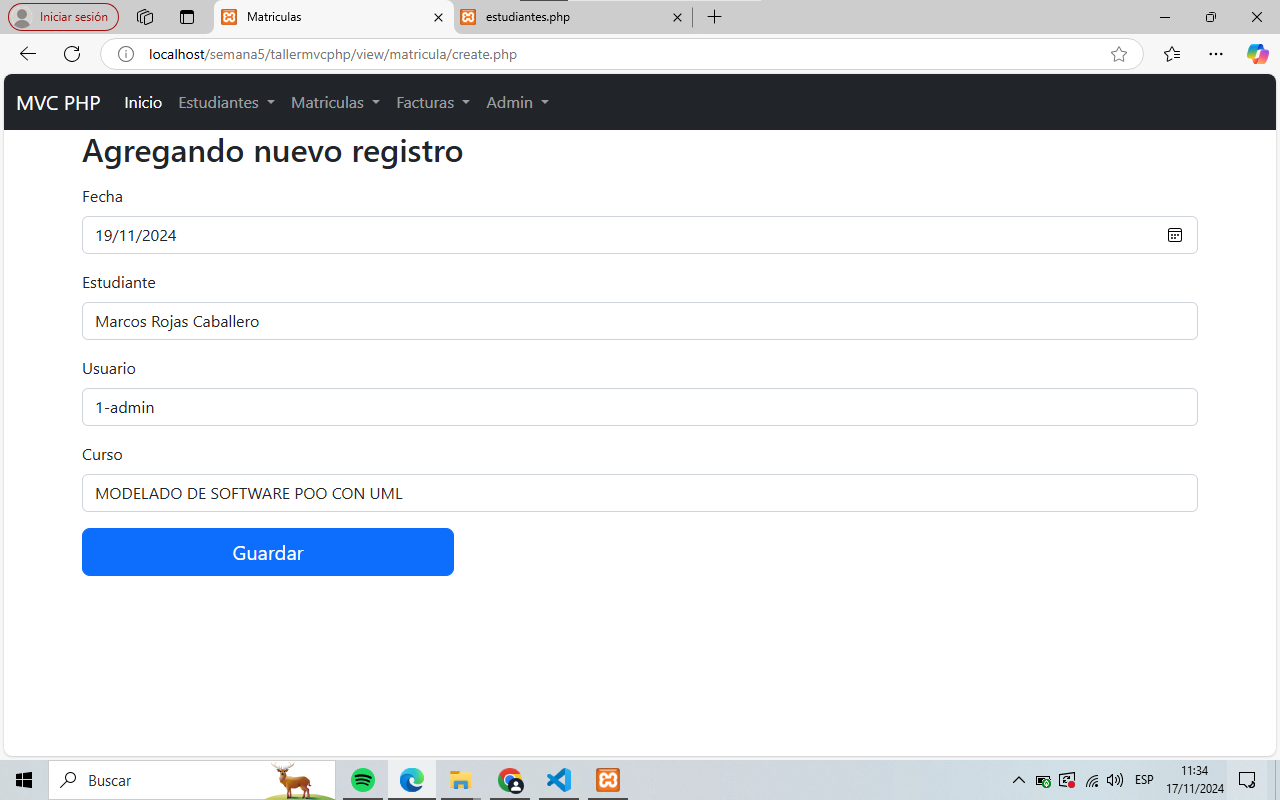 Iniciar sesión
Matriculas
estudiantes.php
localhost/semana5/tallermvcphp/view/matricula/create.php
MVC PHP Inicio Estudiantes Matriculas Facturas Admin
Agregando nuevo registro
Fecha
19/11/2024
Estudiante
Marcos Rojas Caballero
Usuario
1-admin
Curso
MODELADO DE SOFTWARE POO CON UML
Guardar
Buscar
ESP
11:34
17/11/2024